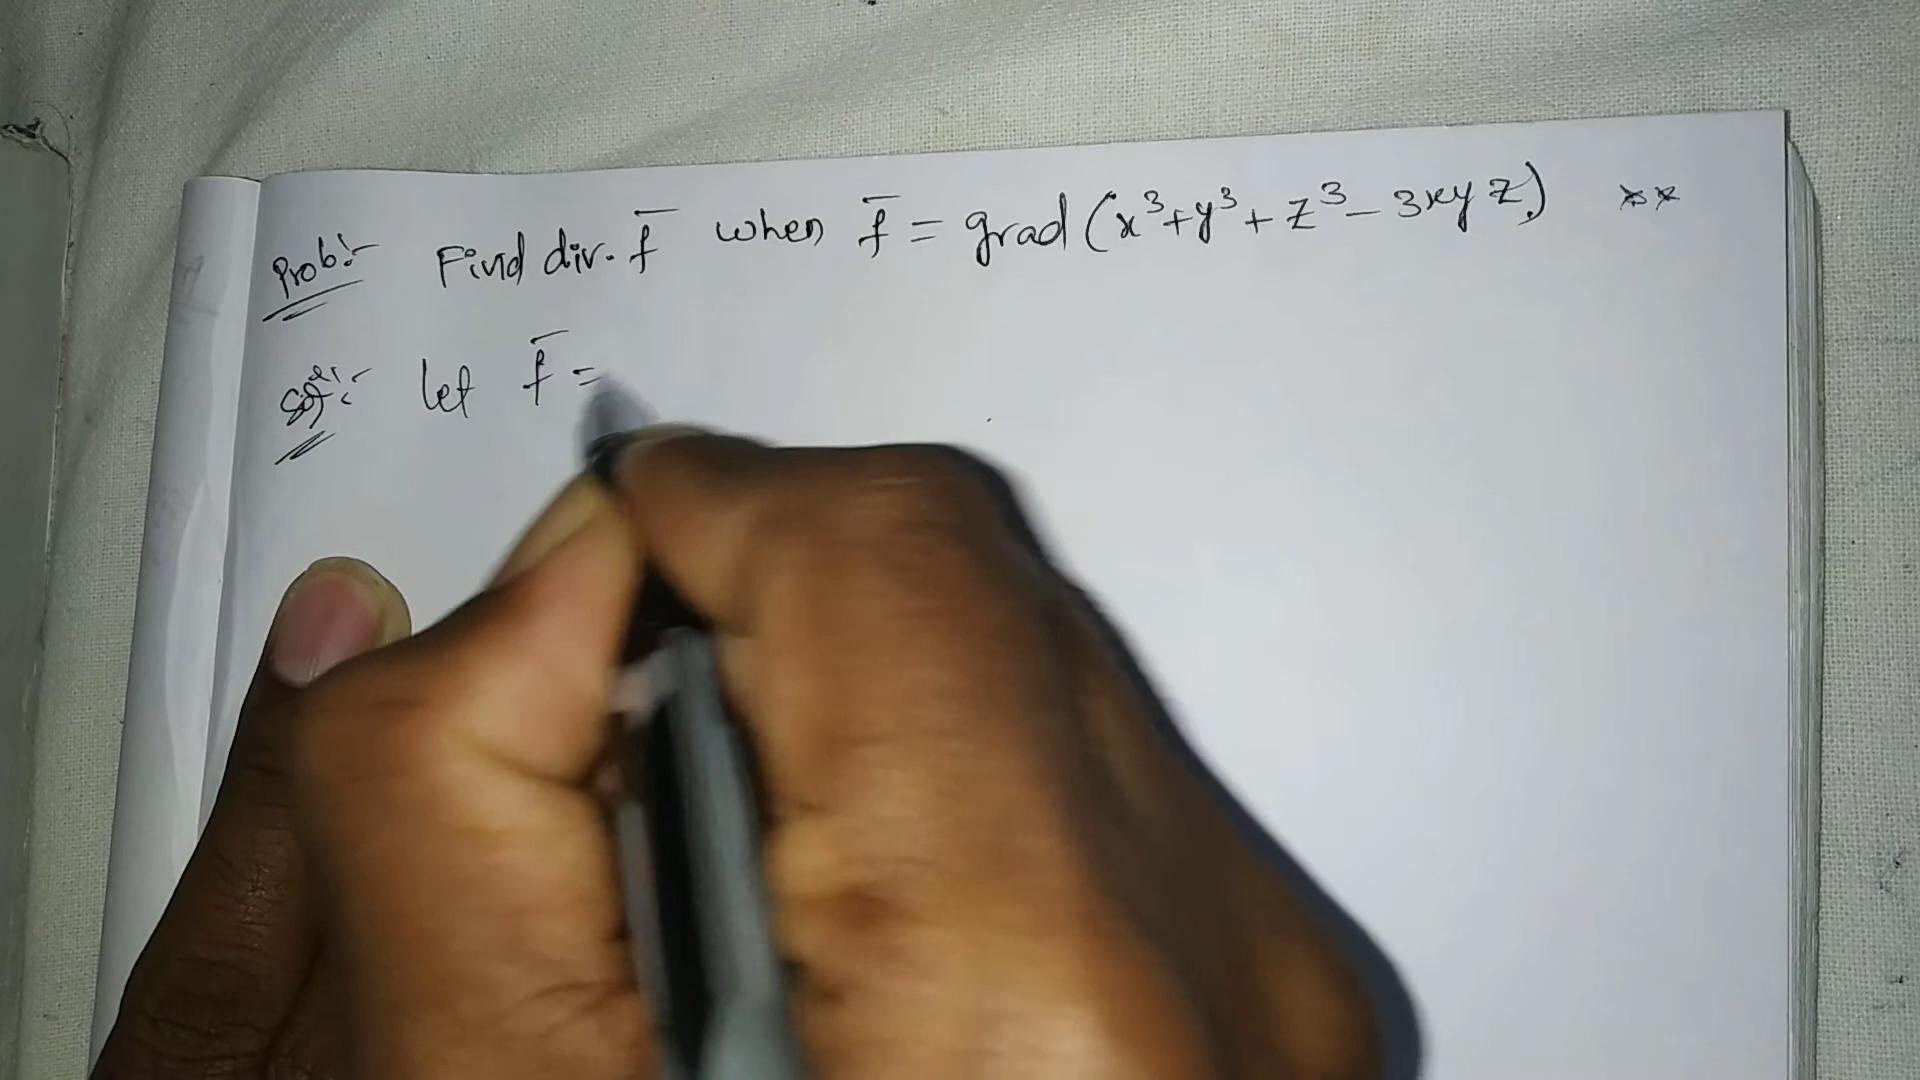 Prob:- Find div. f̅ when f̅ = grad (x³+y³+z³-3xyz) **
Sol:- let f̅ =